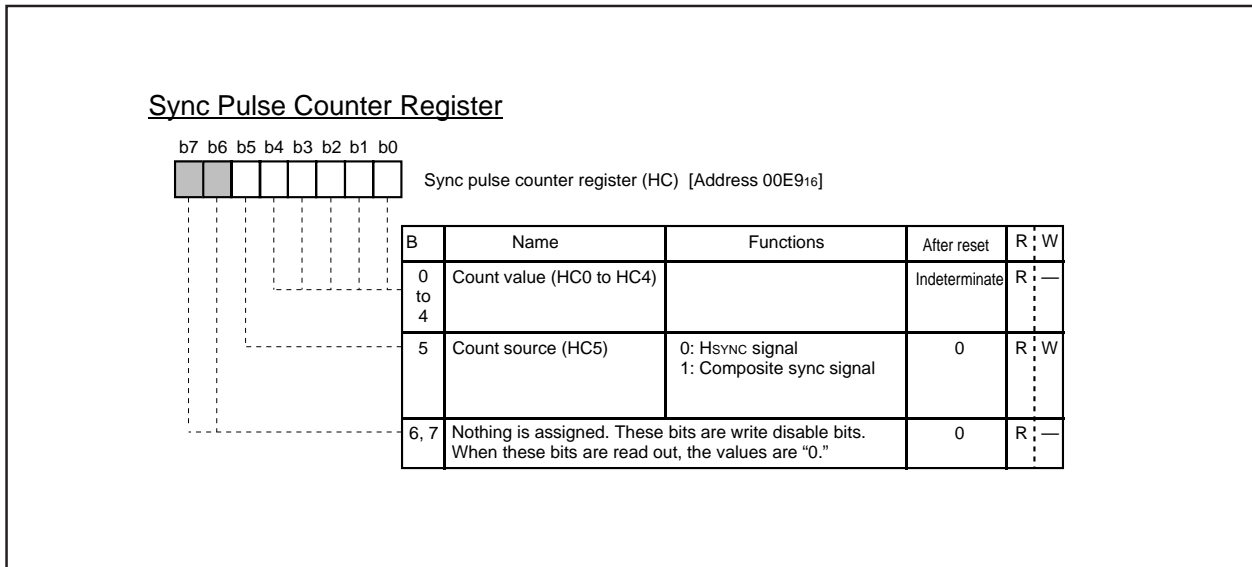 Sync Pulse Counter Register
b7 b6 b5 b4 b3 b2 b1 b0
Sync pulse counter register (HC) [Address 00E916]
B Name Functions After reset R W
0 to 4 Count value (HC0 to HC4) Indeterminate R —
5 Count source (HC5) 0: HSYNC signal 0 R W
1: Composite sync signal
6, 7 Nothing is assigned. These bits are write disable bits. 0 R —
When these bits are read out, the values are “0.”